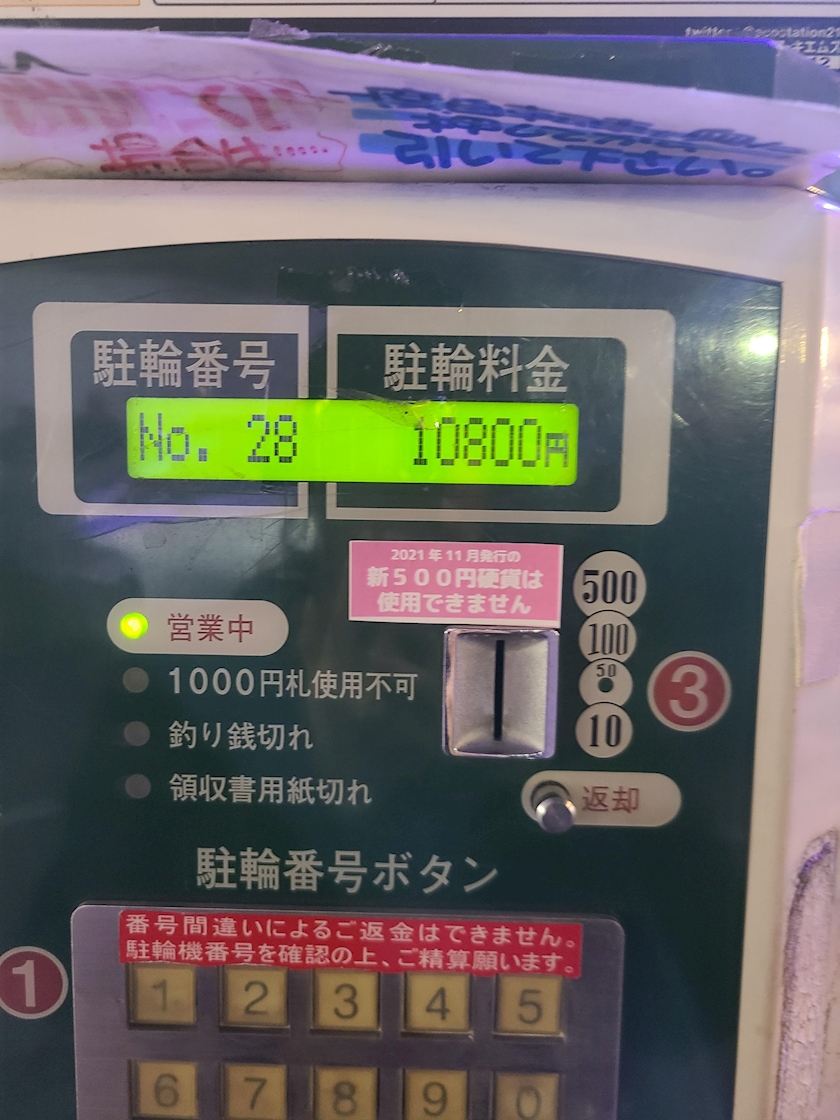 駐輪番号
駐輪料金
No. 28
10800円
2021年11月発行の
新500円硬貨は
使用できません
500
100
50
10
3
営業中
1000円札使用不可
釣り銭切れ
領収書用紙切れ
返却
駐輪番号ボタン
番号間違いによるご返金はできません。
駐輪機番号を確認の上、ご精算願います。
1
1 2 3 4 5
6 7 8 9 0